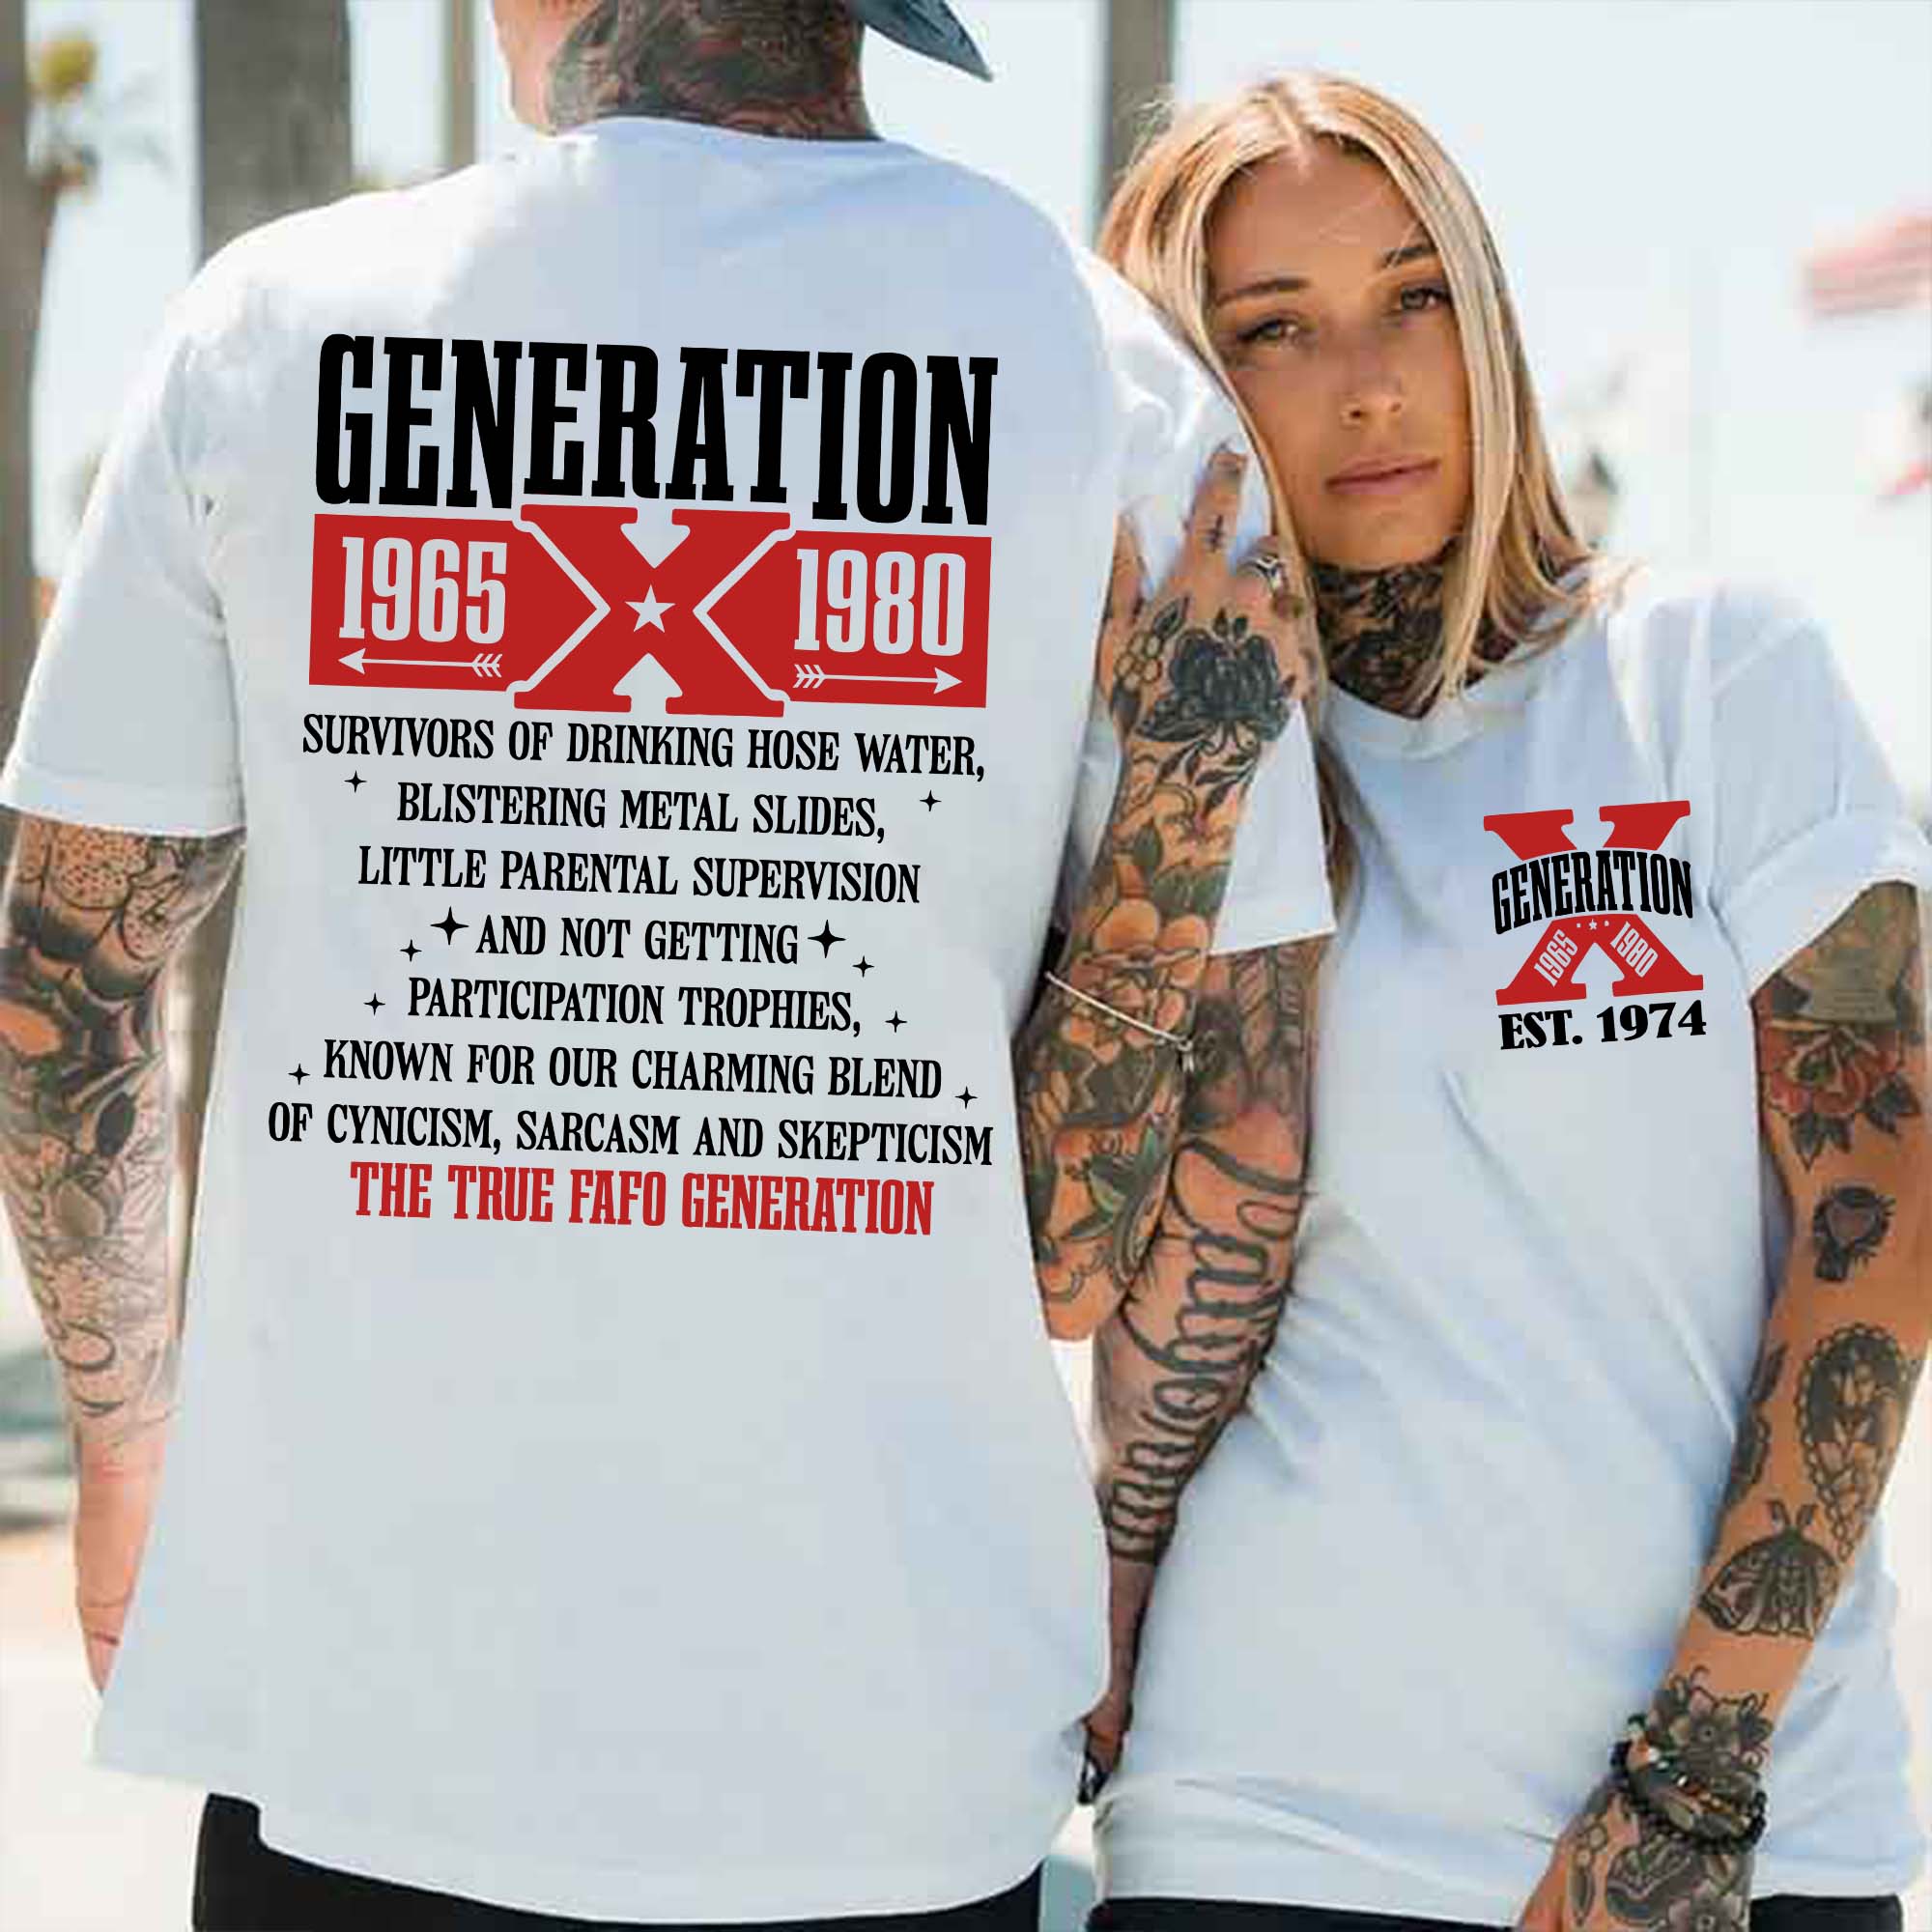 GENERATION
1965 X 1980
SURVIVORS OF DRINKING HOSE WATER,
BLISTERING METAL SLIDES,
LITTLE PARENTAL SUPERVISION
AND NOT GETTING
PARTICIPATION TROPHIES,
KNOWN FOR OUR CHARMING BLEND
OF CYNICISM, SARCASM AND SKEPTICISM
THE TRUE FAFO GENERATION
X
GENERATION
1965 1980
EST. 1974